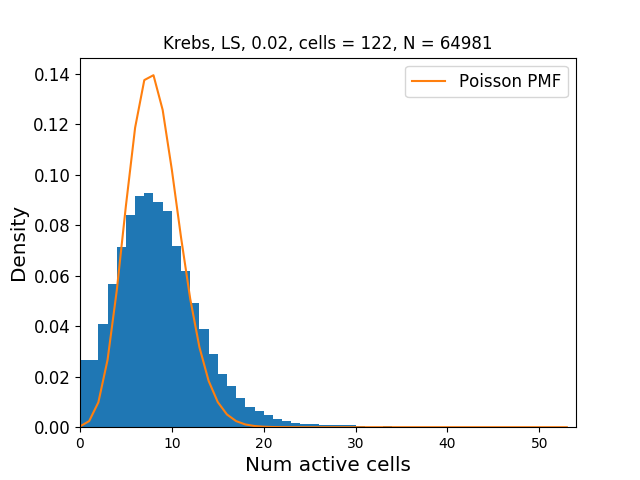 Krebs, LS, 0.02, cells = 122, N = 64981
Poisson PMF
0.14
0.12
0.10
0.08
0.06
0.04
0.02
0.00
Density
0 10 20 30 40 50
Num active cells